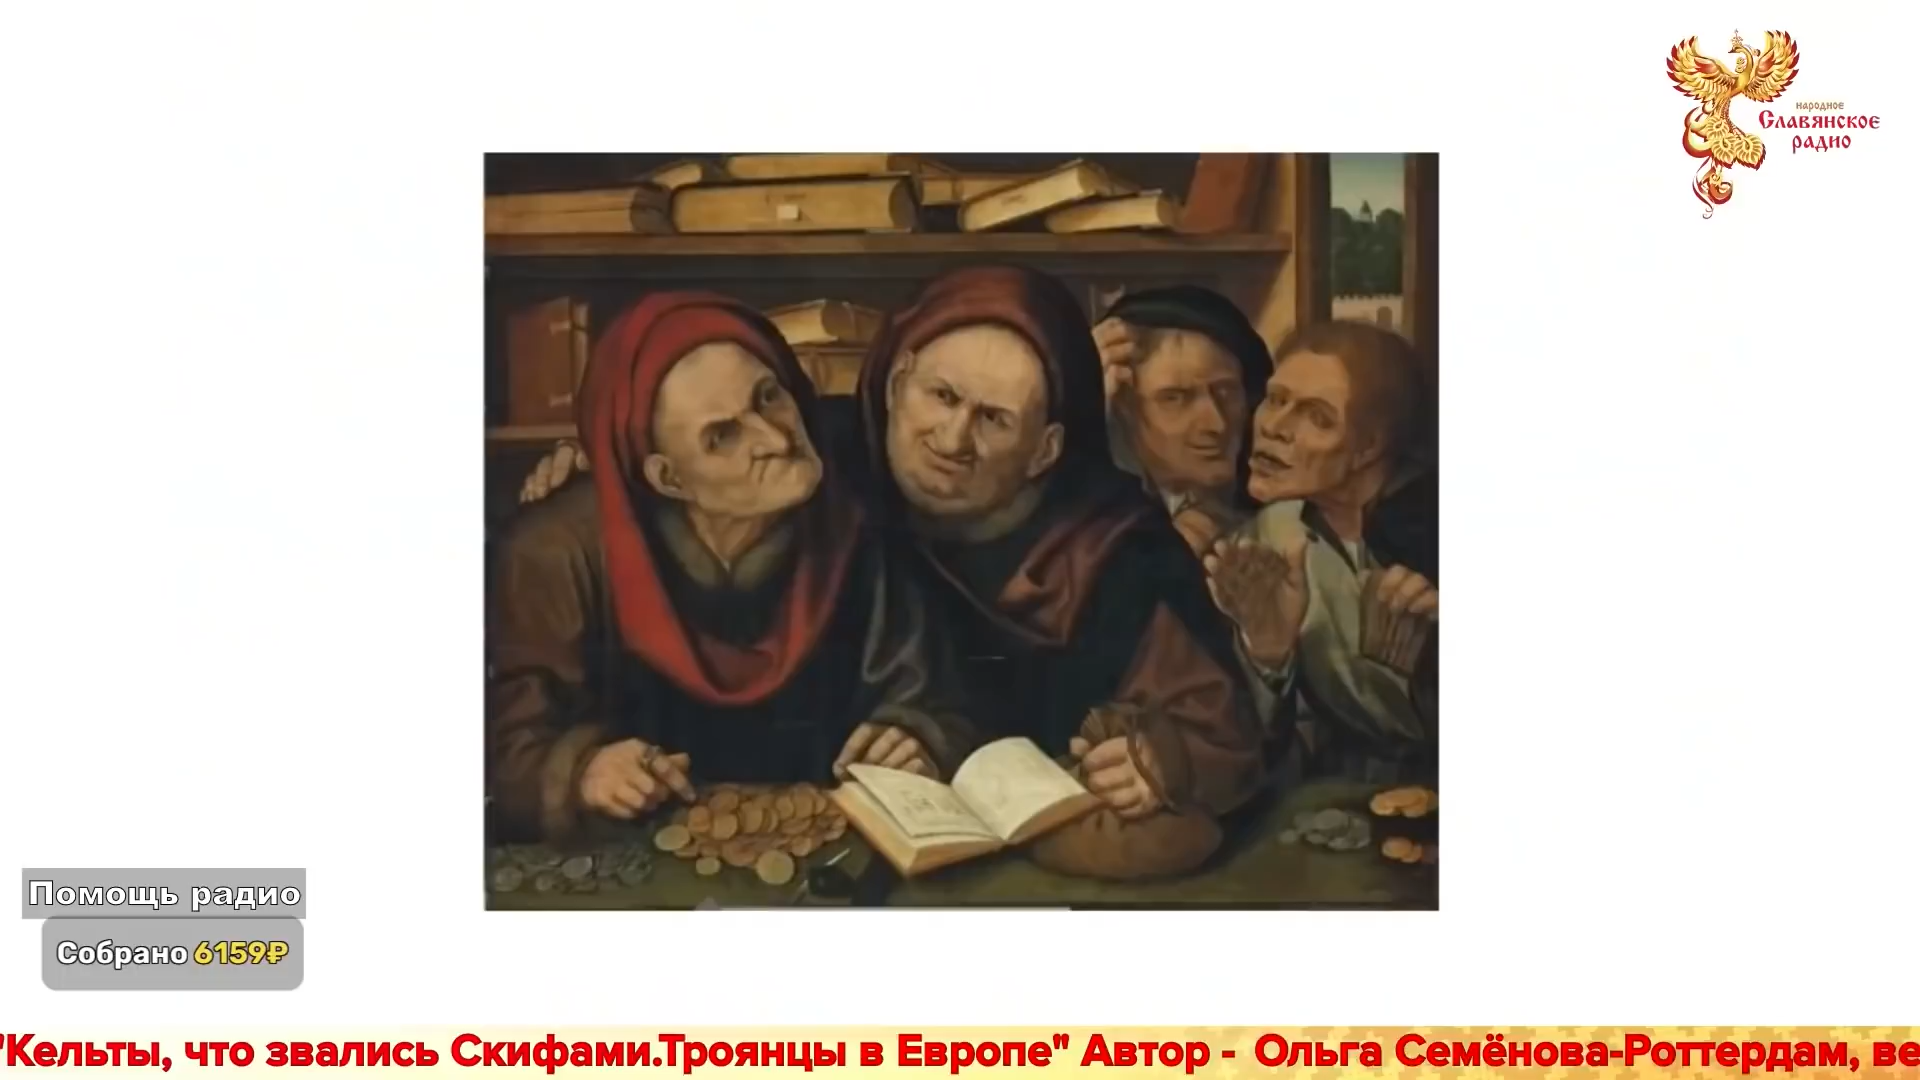 народное
Славянское
радио
Помощь радио
Собрано 6159₽
"Кельты, что звались Скифами.Троянцы в Европе" Автор - Ольга Семёнова-Роттердам, ве